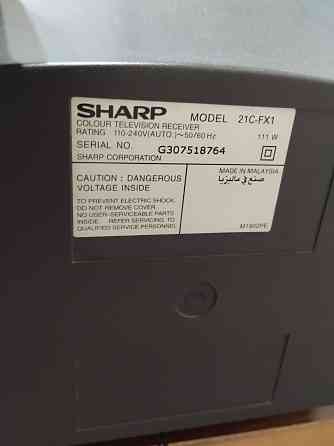 SHARP MODEL 21C-FX1
COLOUR TELEVISION RECEIVER
RATING 110-240V(AUTO.)～50/60 Hz 111 W
SERIAL NO. G307518764
SHARP CORPORATION
CAUTION : DANGEROUS
VOLTAGE INSIDE
TO PREVENT ELECTRIC SHOCK,
DO NOT REMOVE COVER.
NO USER-SERVICEABLE PARTS
INSIDE. REFER SERVICING TO
QUALIFIED SERVICE PERSONNEL.
MADE IN MALAYSIA
صنع في ماليزيا